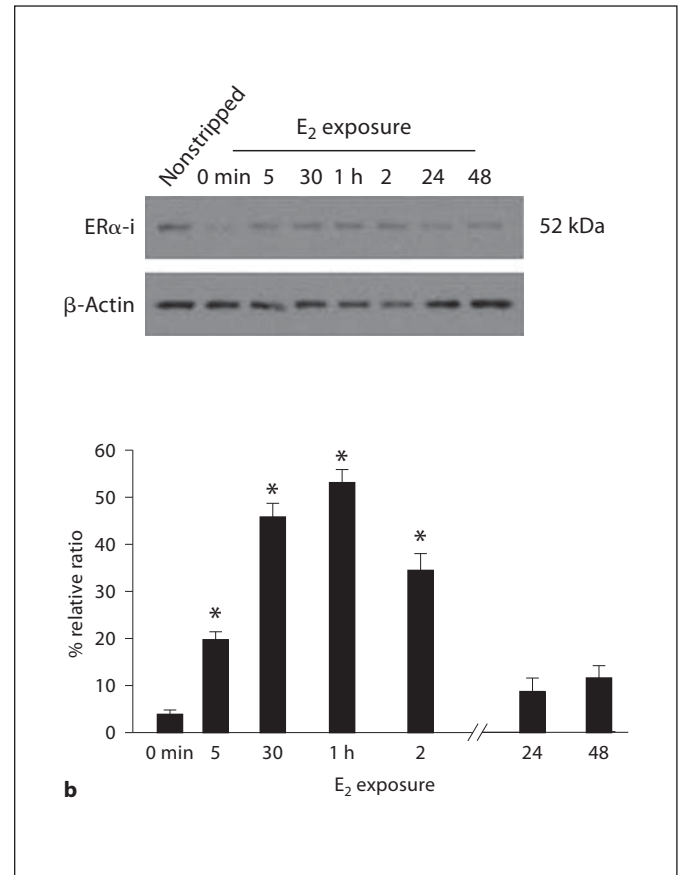 Nonstripped
E₂ exposure
0 min 5 30 1 h 2 24 48
ERα-i 52 kDa
β-Actin
60
50
40
30
20
10
0
% relative ratio
* * * *
0 min 5 30 1 h 2 24 48
E₂ exposure
b